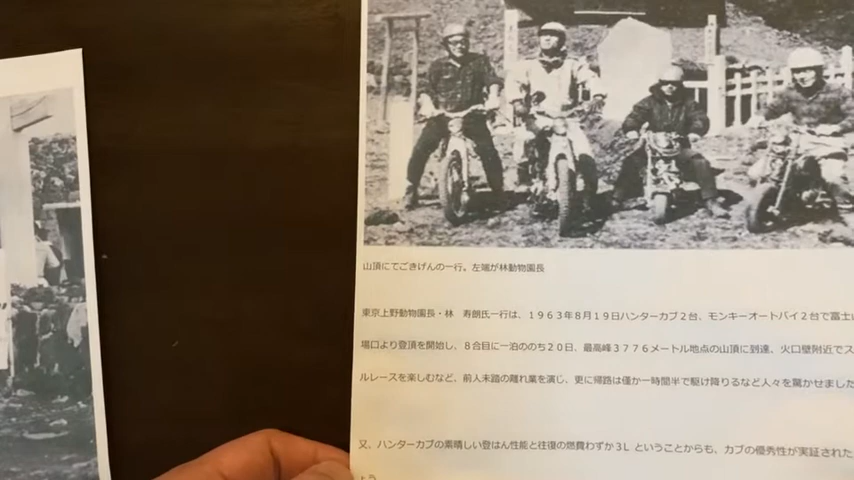 山頂にてごきげんの一行。左端が林動物園長
東京上野動物園長・林 寿朗氏一行は、1963年8月19日ハンターカブ2台、モンキーオートバイ2台で富士
場口より登頂を開始し、8合目に一泊ののち20日、最高峰3776メートル地点の山頂に到達、火口壁附近でス
ルレースを楽しむなど、前人未踏の離れ業を演じ、更に帰路は僅か一時間半で駆け降りるなど人々を驚かせました
又、ハンターカブの素晴しい登はん性能と往復の燃費わずか3L ということからも、カブの優秀性が実証された
ょう